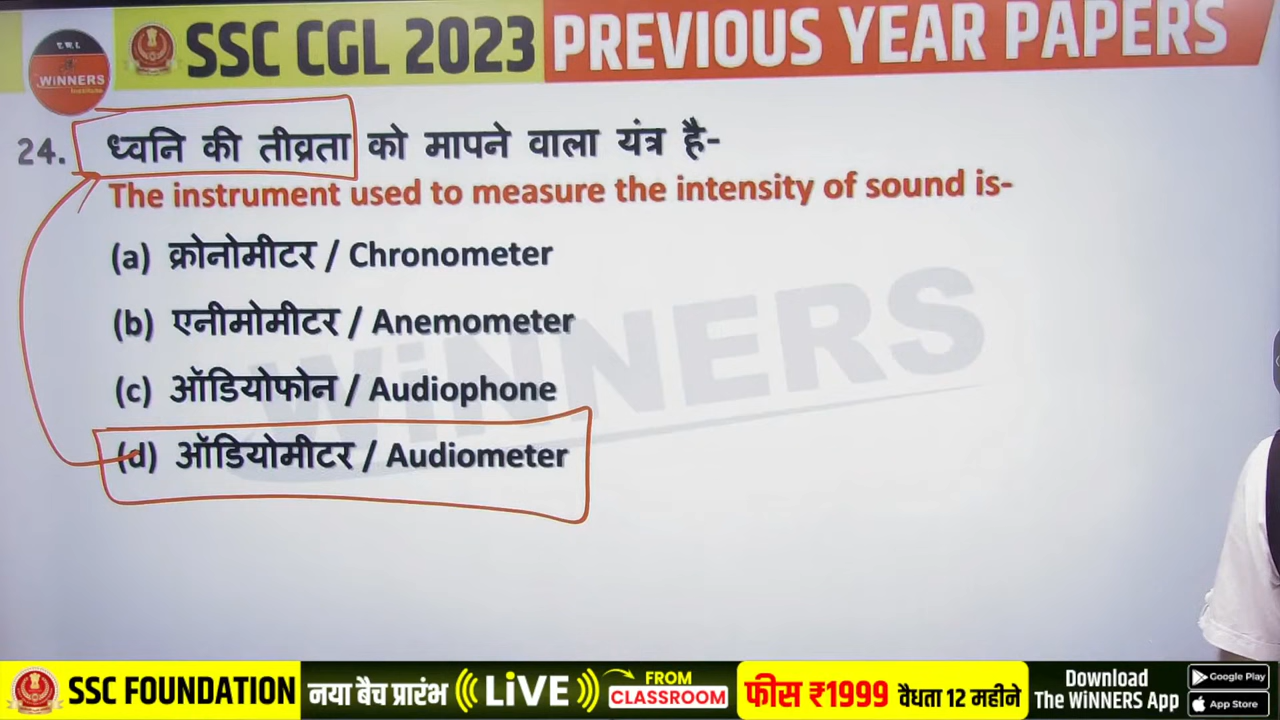 SSC CGL 2023 PREVIOUS YEAR PAPERS
WiNNERS
Institute
24. ध्वनि की तीव्रता को मापने वाला यंत्र है-
The instrument used to measure the intensity of sound is-
(a) क्रोनोमीटर / Chronometer
(b) एनीमोमीटर / Anemometer
(c) ऑडियोफोन / Audiophone
(d) ऑडियोमीटर / Audiometer
WiNNERS
SSC FOUNDATION नया बैच प्रारंभ LiVE FROM CLASSROOM फीस ₹1999 वैधता 12 महीने Download The WiNNERS App
Google Play
App Store